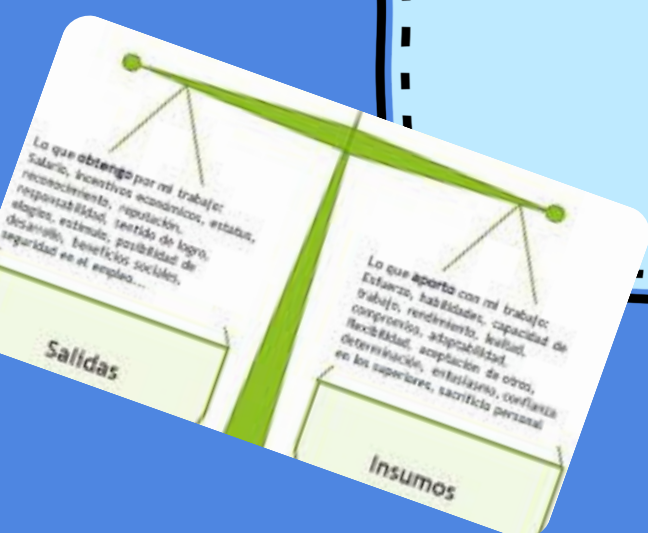 Lo que obtengo por mi trabajo:
Salario, incentivos económicos, estatus,
reconocimiento, reputación,
responsabilidad, sentido de logro,
elogios, estímulo, posibilidad de
desarrollo, beneficios sociales,
seguridad en el empleo...
Salidas
Lo que aporto con mi trabajo:
Esfuerzo, habilidades, capacidad de
trabajo, rendimiento, lealtad,
compromiso, adaptabilidad,
flexibilidad, aceptación de otros,
determinación, entusiasmo, confianza
en los superiores, sacrificio personal
Insumos